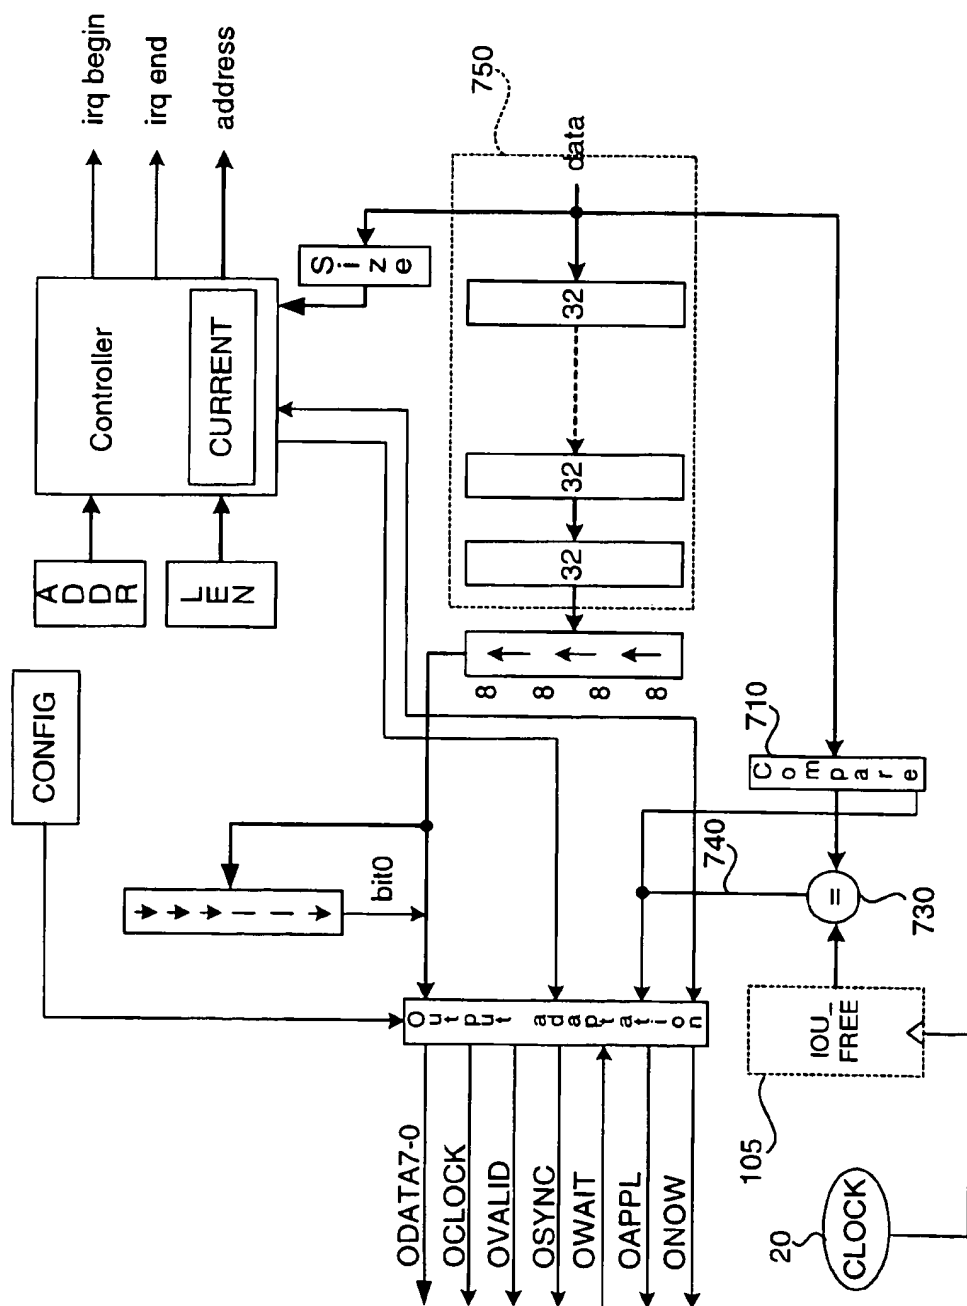 irq begin
irq end
address
Controller
CURRENT
ADDR
LEN
Size
750
data
32
32
32
8
8
8
8
CONFIG
bit0
710
Compare
740
=
730
Output adaptation
IOU_
FREE
105
ODATA7-0
OCLOCK
OVALID
OSYNC
OWAIT
OAPPL
ONOW
20
CLOCK